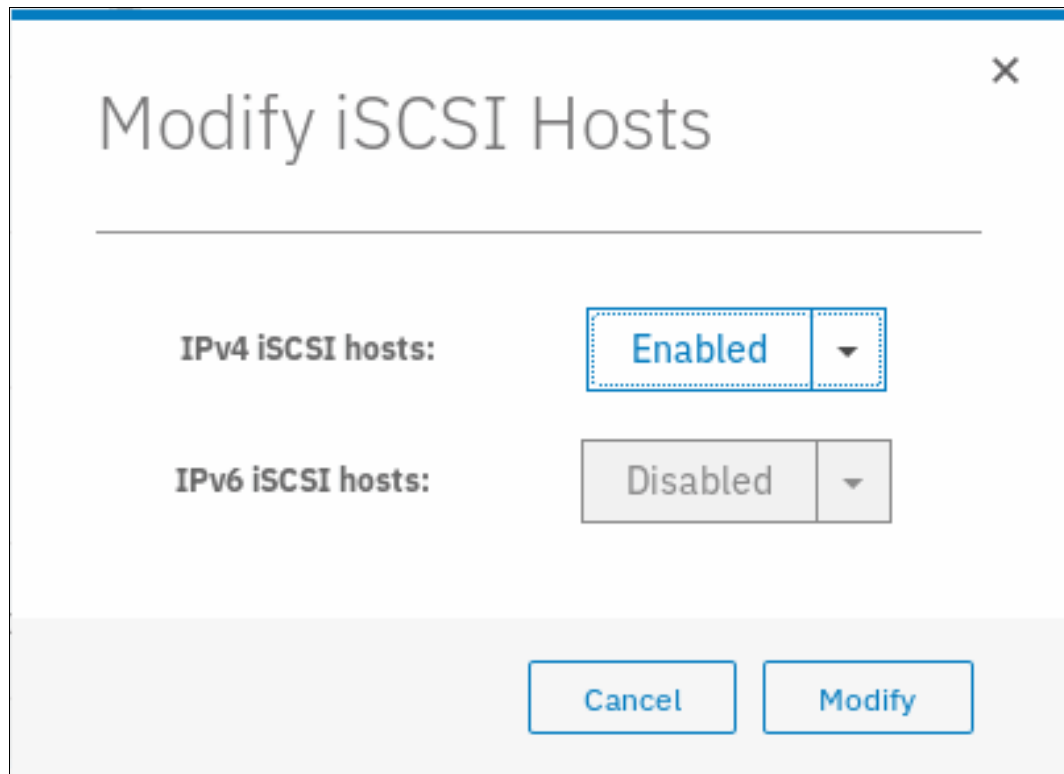 Modify iSCSI Hosts
IPv4 iSCSI hosts: Enabled
IPv6 iSCSI hosts: Disabled
Cancel Modify